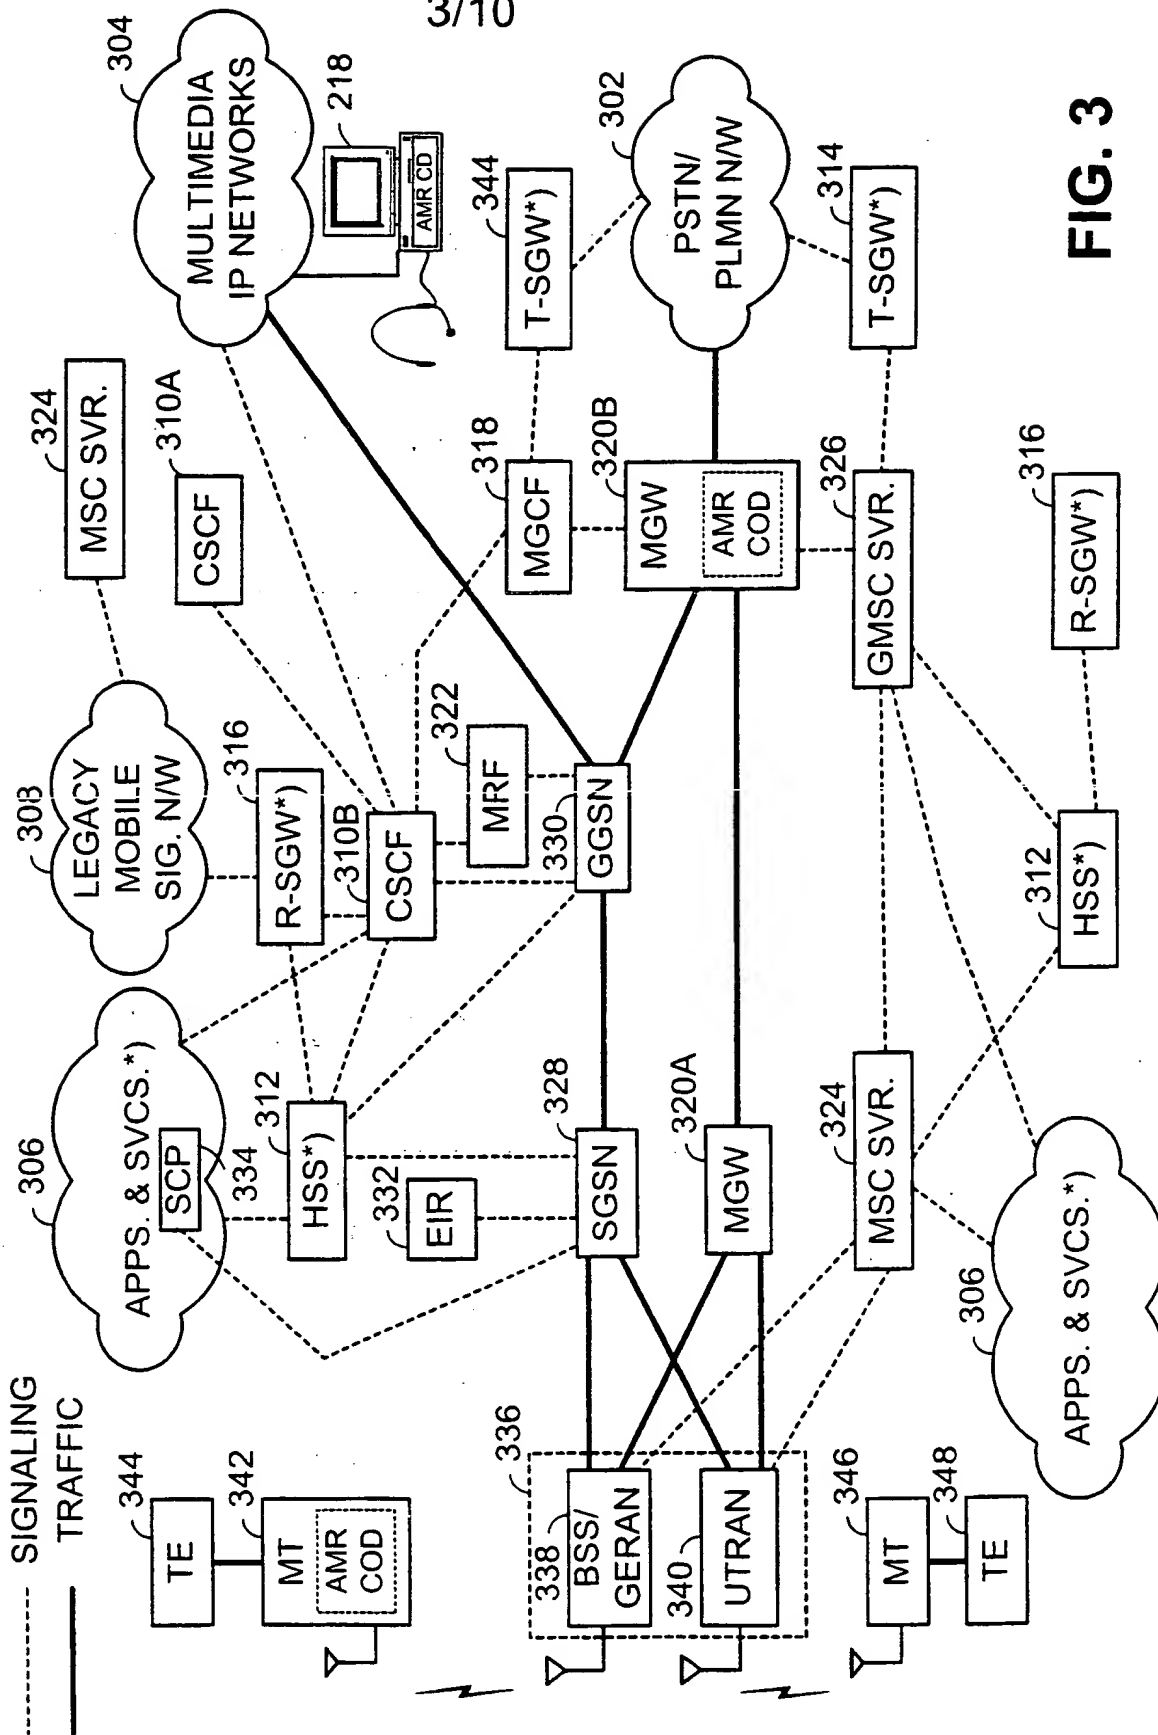 3/10
SIGNALING
TRAFFIC
344
TE
342
MT
AMR
COD
306
APPS. & SVCS.*)
SCP
334
308
LEGACY
MOBILE
SIG. N/W
324
MSC SVR.
304
MULTIMEDIA
IP NETWORKS
218
AMR CD
310A
CSCF
316
R-SGW*)
310B
CSCF
312
HSS*)
332
EIR
322
MRF
318
MGCF
344
T-SGW*)
302
PSTN/
PLMN N/W
336
338
BSS/
GERAN
328
SGSN
330
GGSN
320B
MGW
AMR
COD
340
UTRAN
320A
MGW
346
MT
348
TE
324
MSC SVR.
326
GMSC SVR.
314
T-SGW*)
306
APPS. & SVCS.*)
312
HSS*)
316
R-SGW*)
FIG. 3